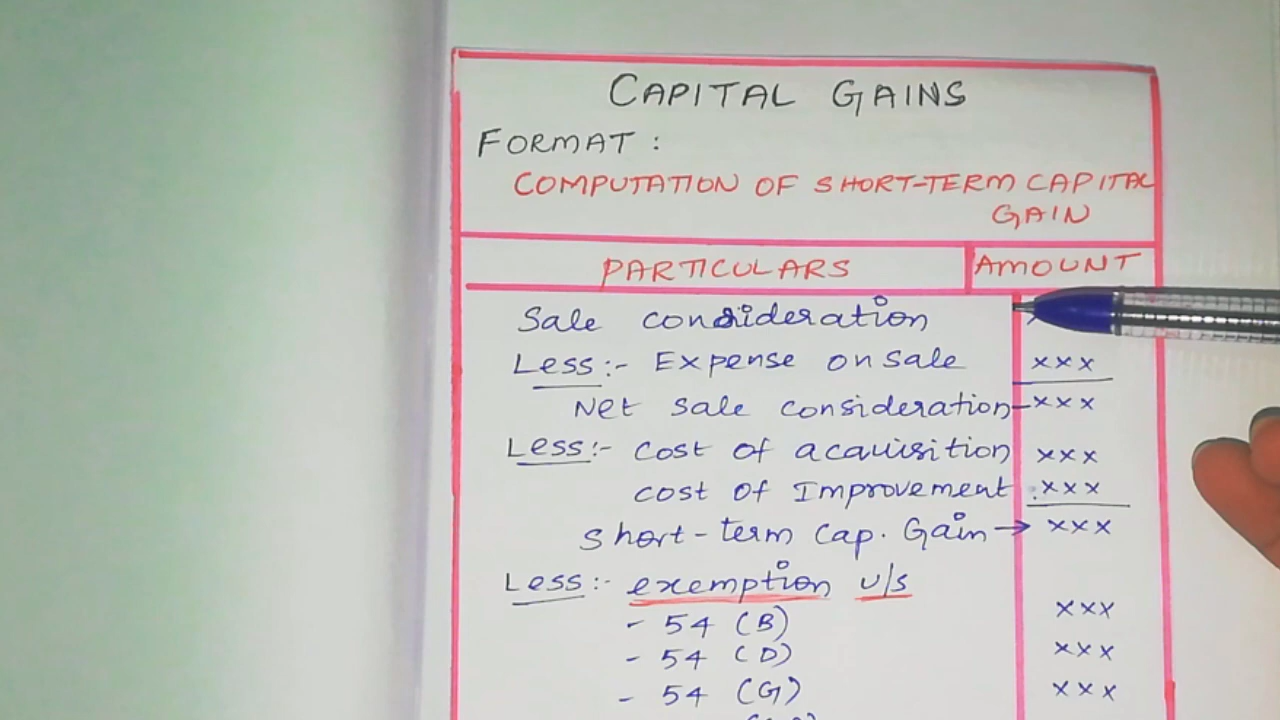 CAPITAL GAINS
FORMAT :
COMPUTATION OF SHORT-TERM CAPITAL
GAIN
PARTICULARS AMOUNT
Sale consideration
Less:- Expense on sale xxx
Net sale consideration xxx
Less:- cost of acquisition xxx
cost of Improvement xxx
short-term cap. Gain → xxx
Less:- exemption u/s
- 54 (B) xxx
- 54 (D) xxx
- 54 (G) xxx